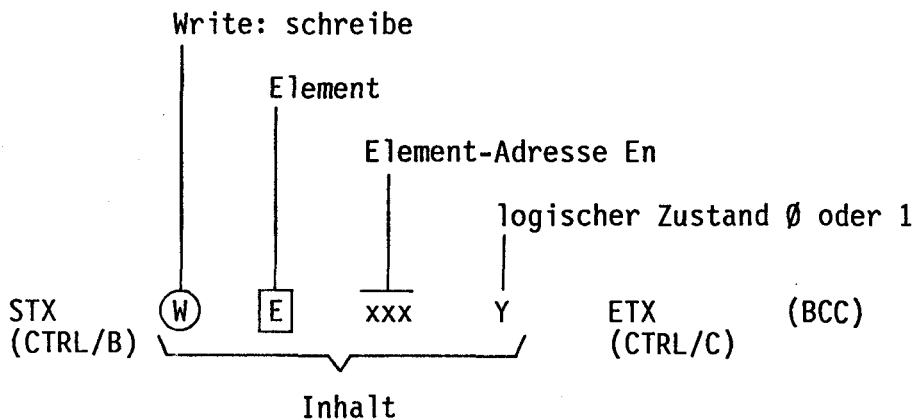 Write: schreibe
Element
Element-Adresse En
logischer Zustand Ø oder 1
STX W E xxx Y ETX (BCC)
(CTRL/B) (CTRL/C)
Inhalt